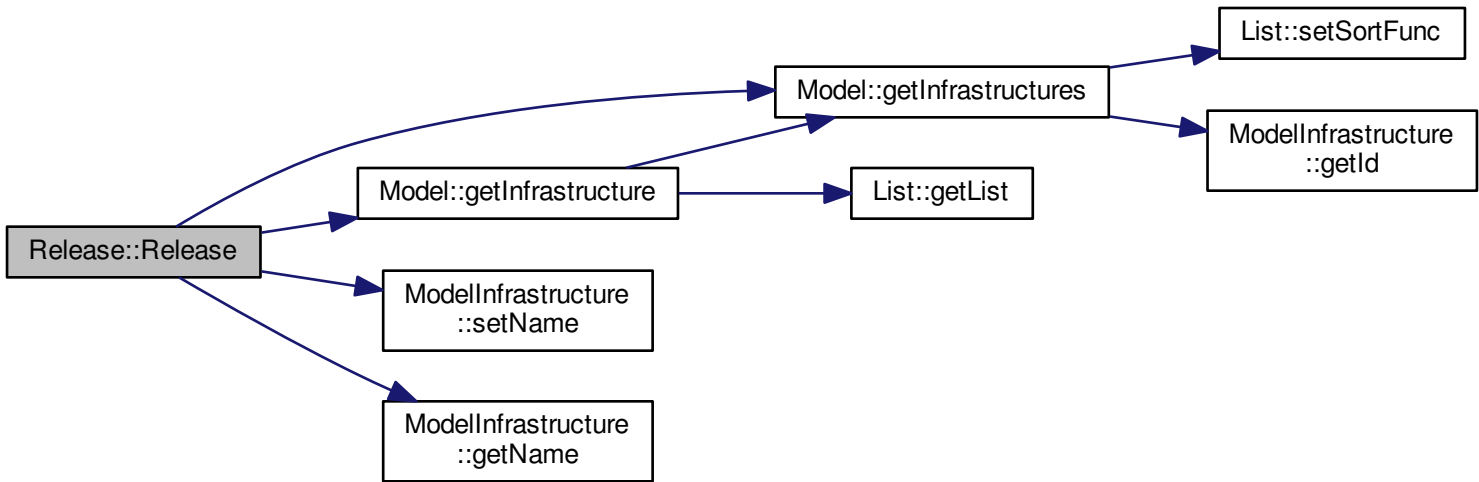 List::setSortFunc
Model::getInfrastructures
ModelInfrastructure
::getId
Model::getInfrastructure
List::getList
Release::Release
ModelInfrastructure
::setName
ModelInfrastructure
::getName